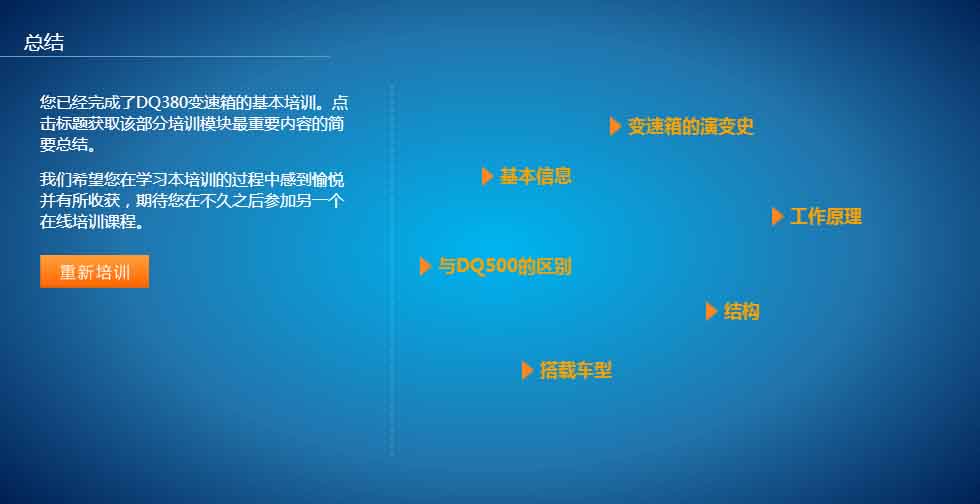 总结
您已经完成了DQ380变速箱的基本培训。点
击标题获取该部分培训模块最重要内容的简
要总结。
我们希望您在学习本培训的过程中感到愉悦
并有所收获，期待您在不久之后参加另一个
在线培训课程。
重新培训
变速箱的演变史
基本信息
工作原理
与DQ500的区别
结构
搭载车型